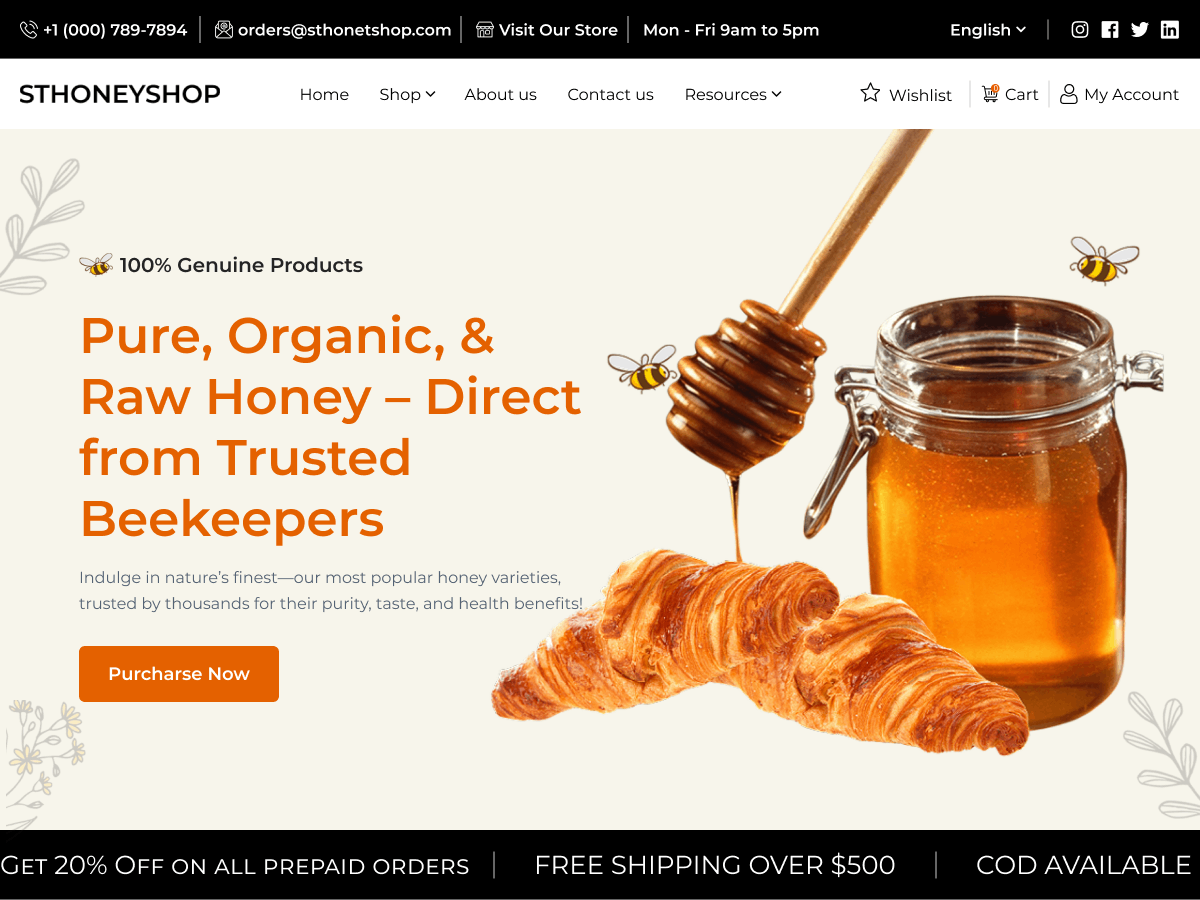 +1 (000) 789-7894
orders@sthonetshop.com
Visit Our Store
Mon - Fri 9am to 5pm
English
STHONEYSHOP
Home
Shop
About us
Contact us
Resources
Wishlist
0
Cart
My Account
100% Genuine Products
Pure, Organic, &
Raw Honey – Direct
from Trusted
Beekeepers
Indulge in nature’s finest—our most popular honey varieties,
trusted by thousands for their purity, taste, and health benefits!
Purcharse Now
Get 20% Off on all prepaid orders
FREE SHIPPING OVER $500
COD AVAILABLE